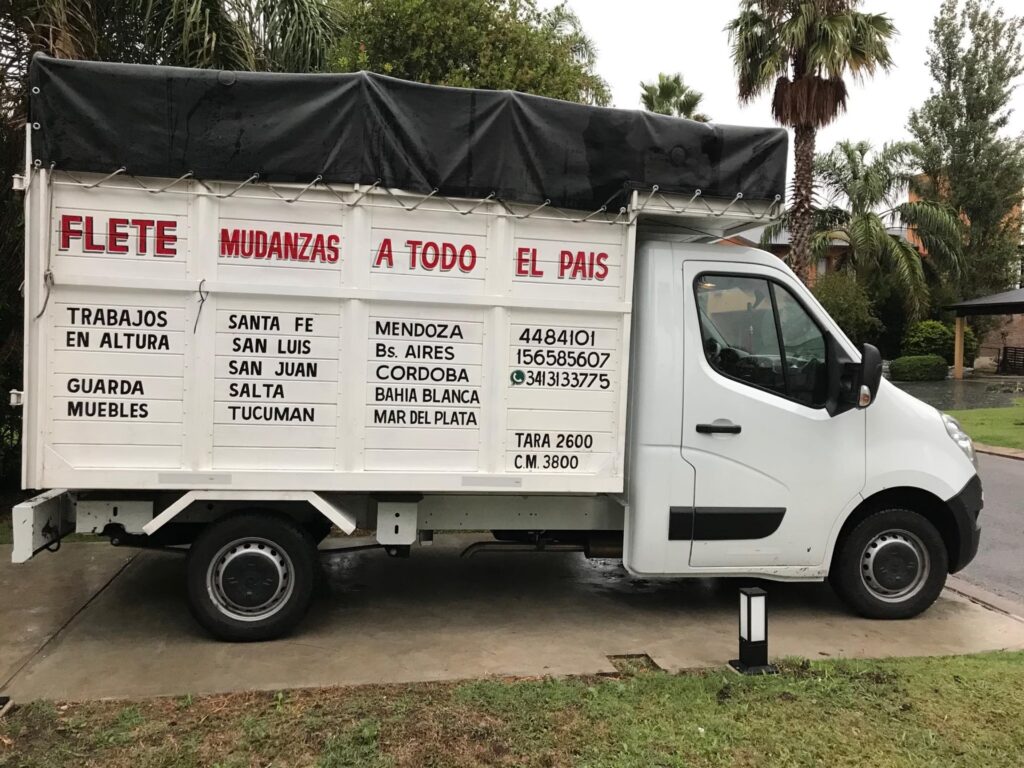 FLETE MUDANZAS A TODO EL PAIS
TRABAJOS
EN ALTURA
GUARDA
MUEBLES
SANTA FE
SAN LUIS
SAN JUAN
SALTA
TUCUMAN
MENDOZA
Bs. AIRES
CORDOBA
BAHIA BLANCA
MAR DEL PLATA
4484101
156585607
3413133775
TARA 2600
C.M. 3800